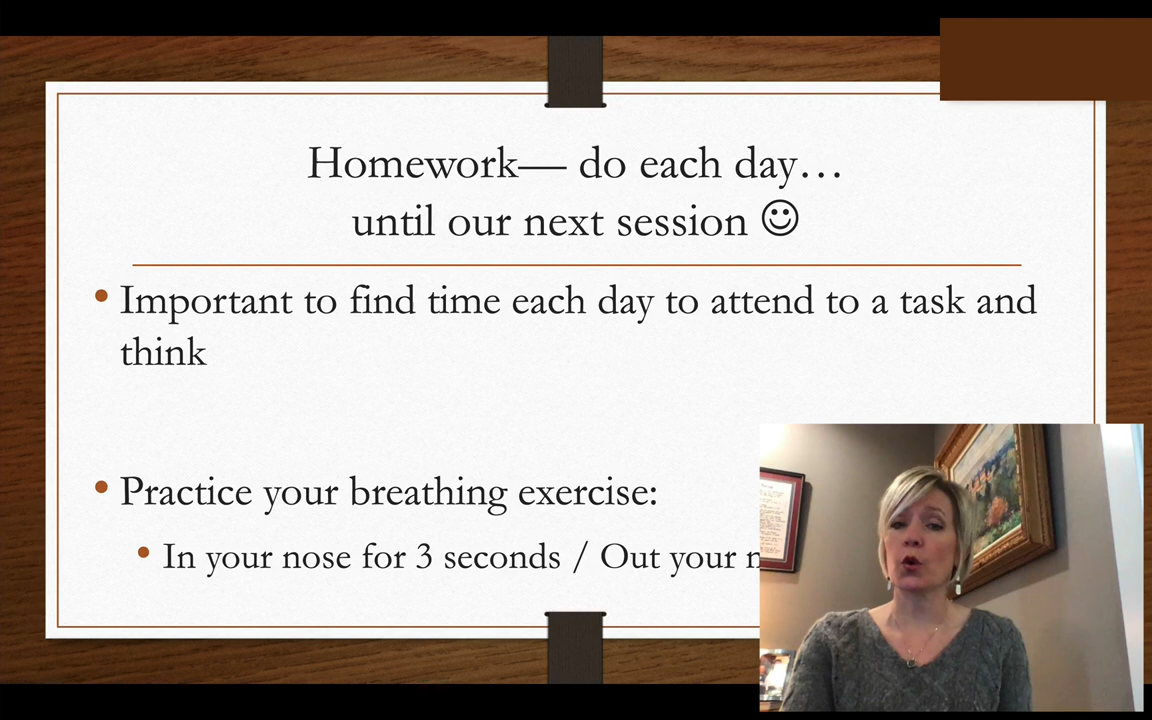 Homework— do each day…
until our next session ☺
• Important to find time each day to attend to a task and
think
• Practice your breathing exercise:
• In your nose for 3 seconds / Out your